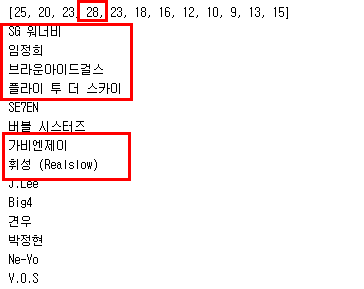 [25, 20, 23, 28, 23, 18, 16, 12, 10, 9, 13, 15]
SG 워너비
임정희
브라운아이드걸스
플라이 투 더 스카이
SE7EN
버블 시스터즈
가비엔제이
휘성 (Realslow)
J.Lee
Big4
견우
박정현
Ne-Yo
V.O.S